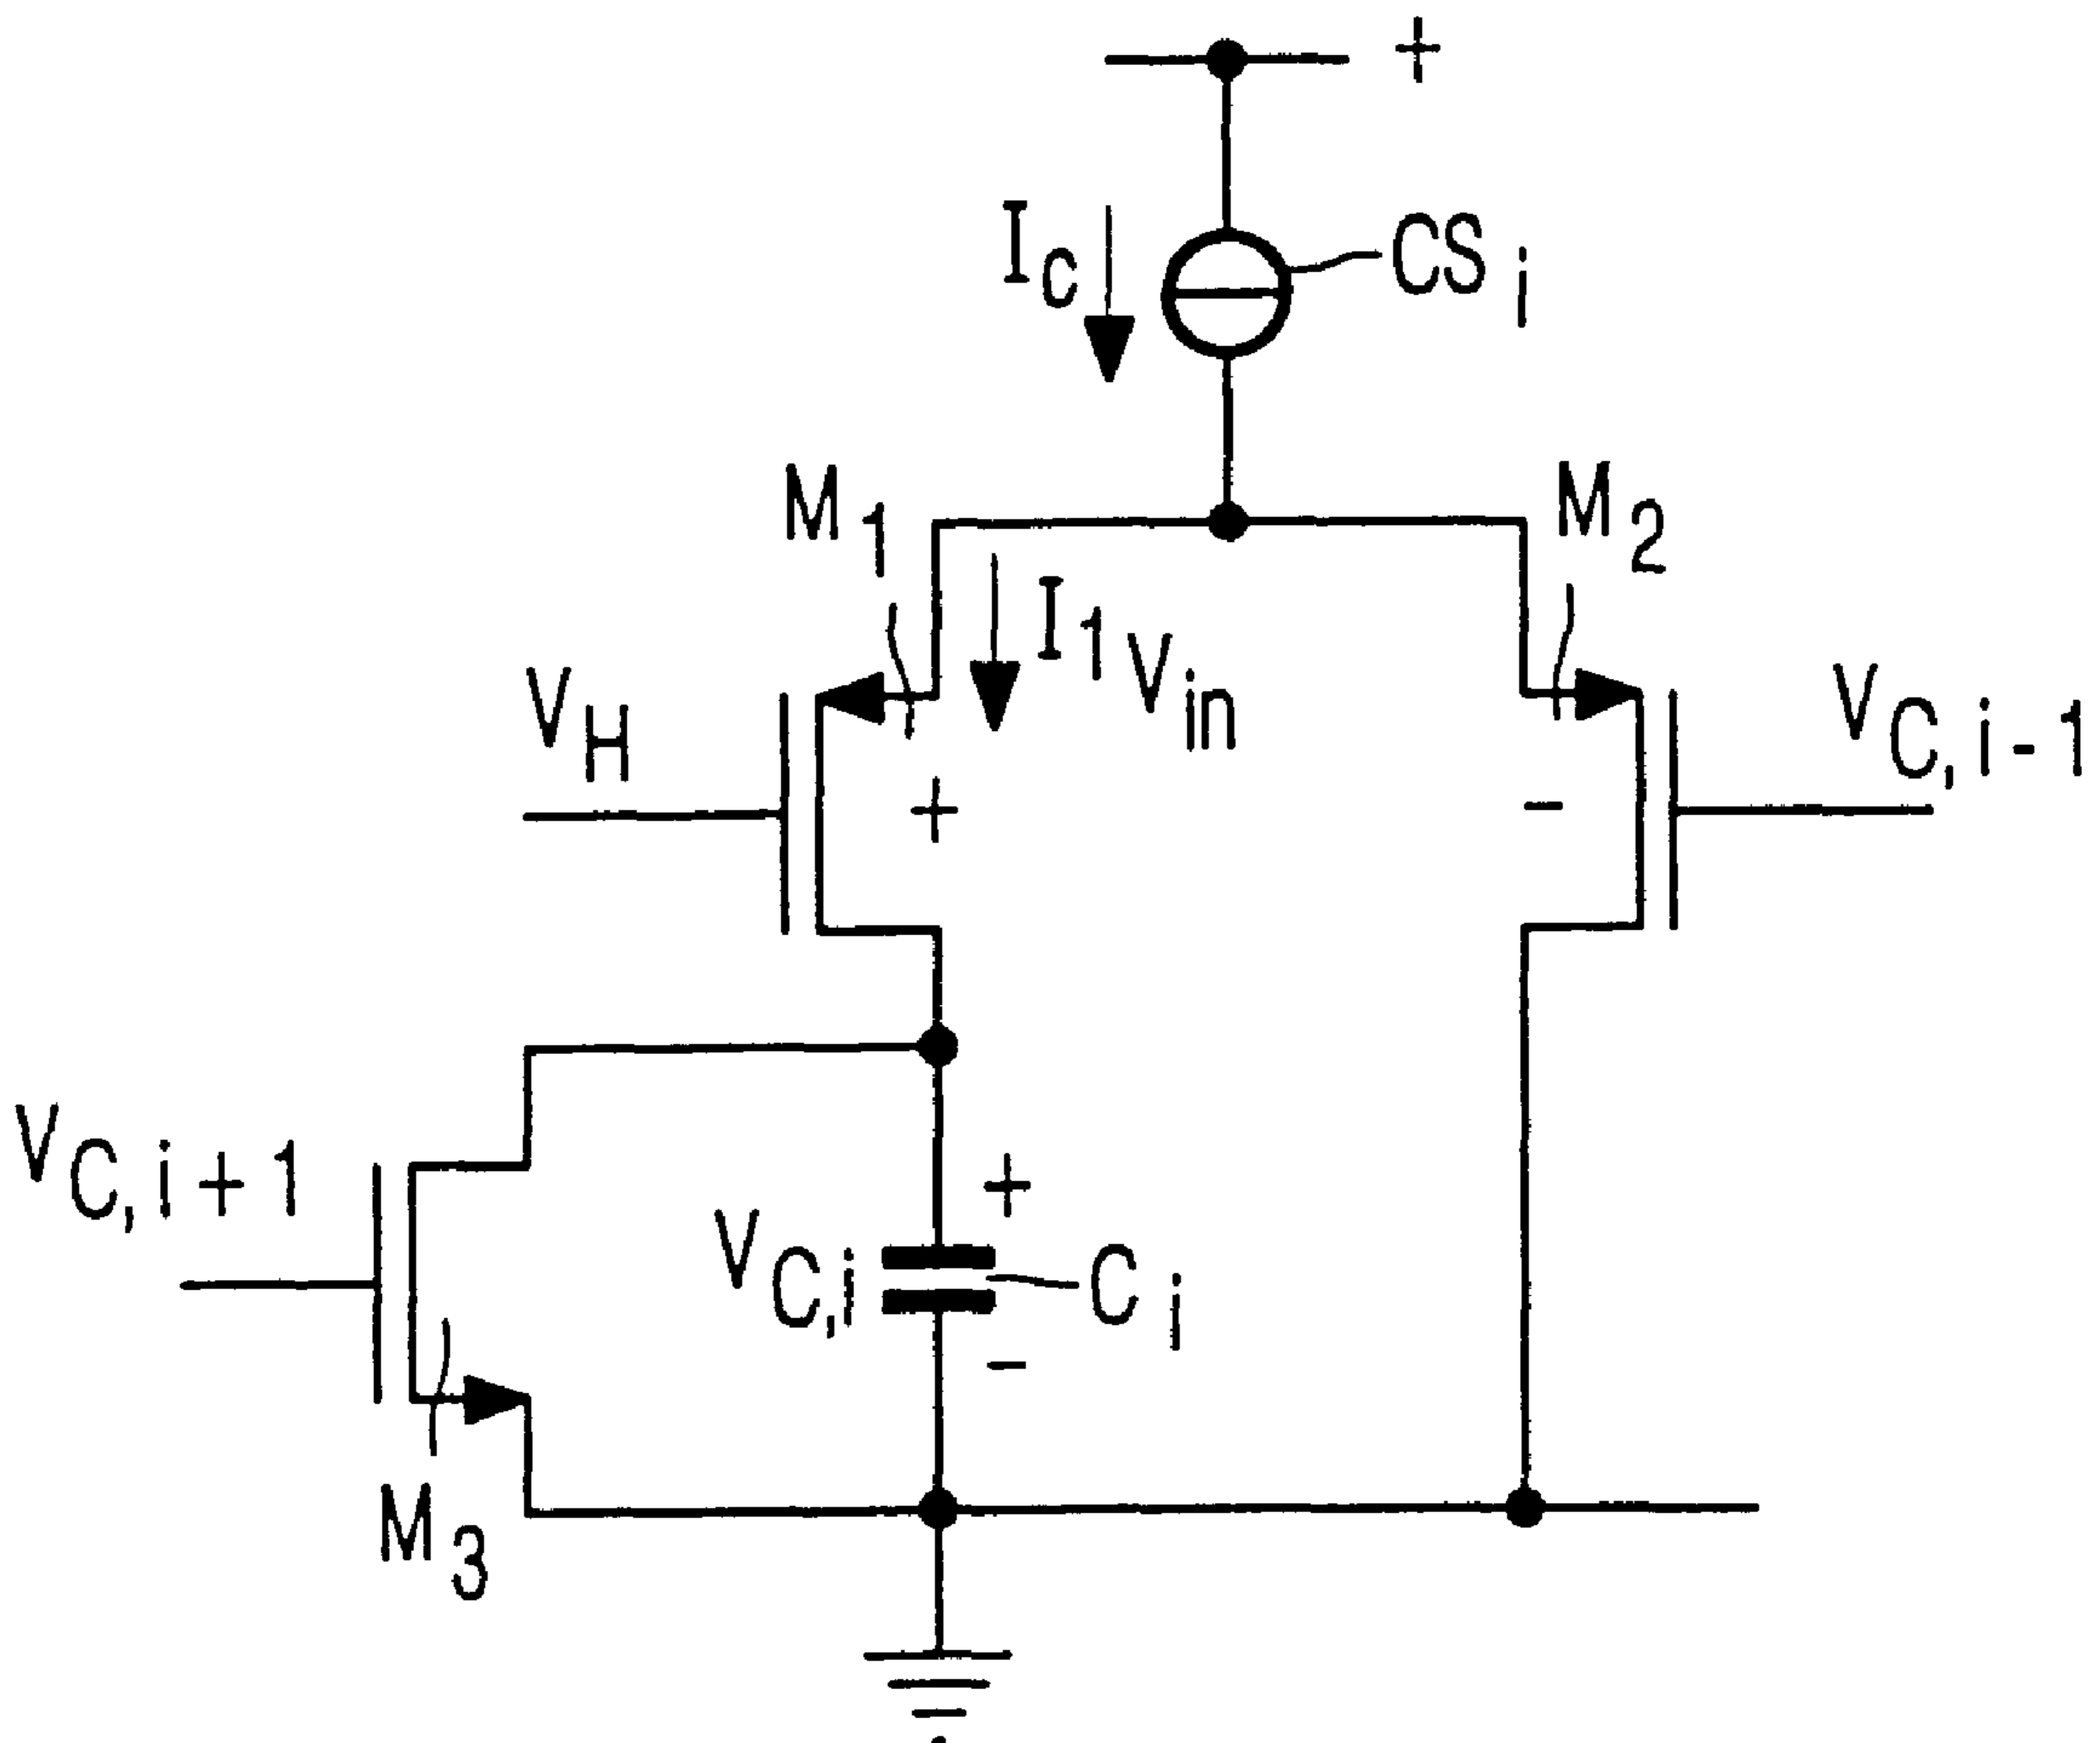 +
I_C
CS_i
M_1
M_2
I_1
V_in
V_H
V_C,i-1
+
-
V_C,i+1
+
V_C,i
C_i
-
M_3